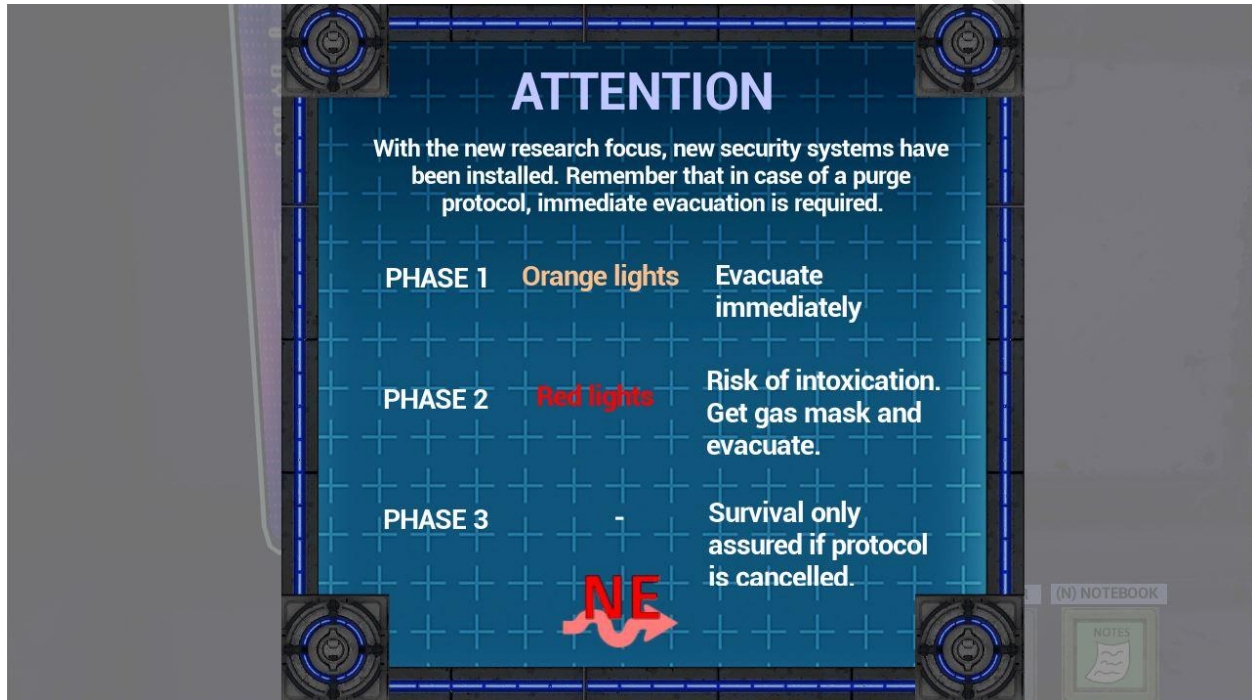 ATTENTION
With the new research focus, new security systems have
been installed. Remember that in case of a purge
protocol, immediate evacuation is required.
PHASE 1 Orange lights Evacuate
immediately
PHASE 2 Red lights Risk of intoxication.
Get gas mask and
evacuate.
PHASE 3 - Survival only
assured if protocol
is cancelled.
NE
(N) NOTEBOOK
NOTES